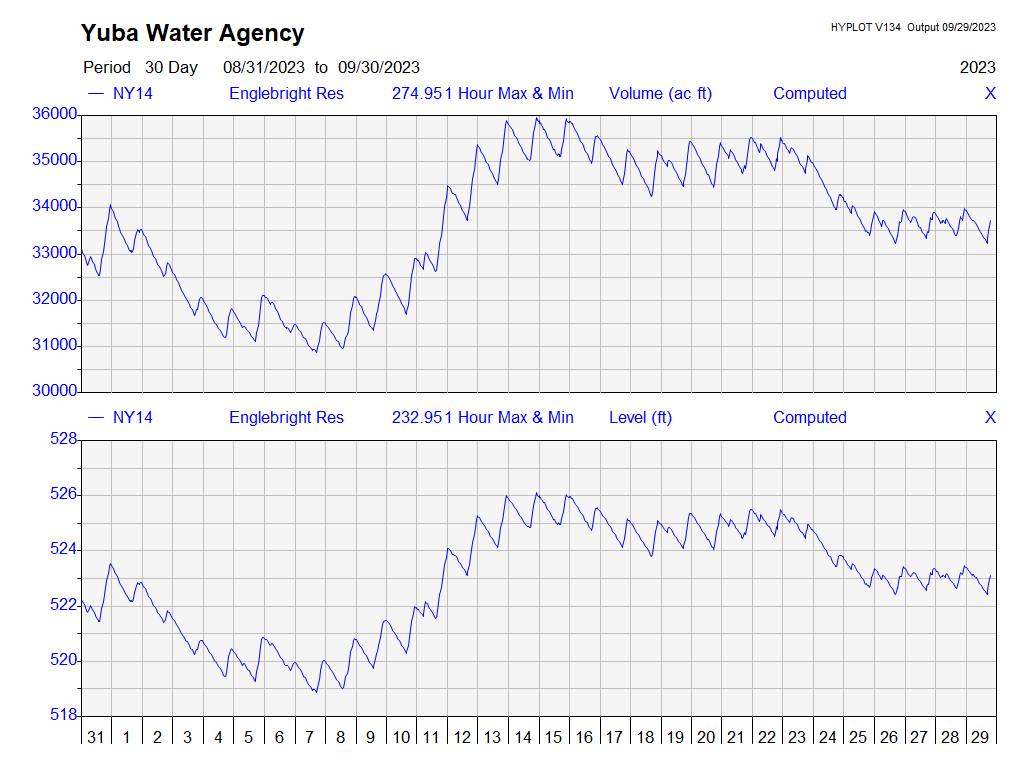 Yuba Water Agency
HYPLOT V134 Output 09/29/2023
Period 30 Day 08/31/2023 to 09/30/2023
2023
NY14 Englebright Res 274.951 Hour Max & Min Volume (ac ft) Computed X
36000
35000
34000
33000
32000
31000
30000
NY14 Englebright Res 232.951 Hour Max & Min Level (ft) Computed X
528
526
524
522
520
518
31 1 2 3 4 5 6 7 8 9 10 11 12 13 14 15 16 17 18 19 20 21 22 23 24 25 26 27 28 29